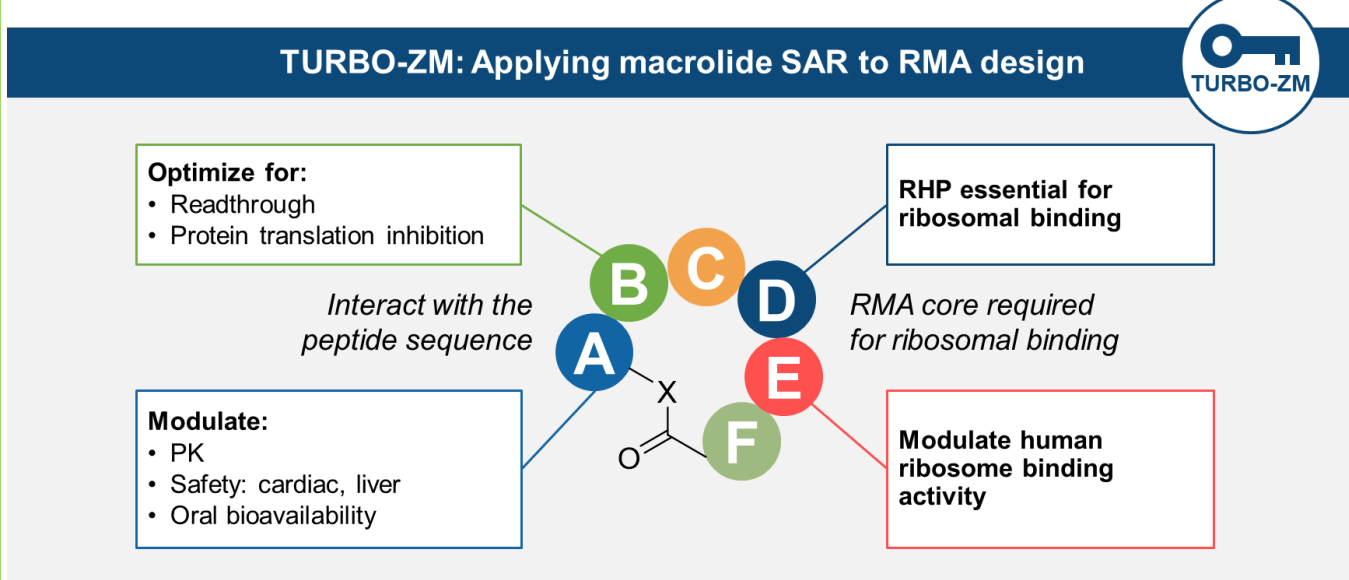 TURBO-ZM: Applying macrolide SAR to RMA design
TURBO-ZM
Optimize for:
• Readthrough
• Protein translation inhibition
RHP essential for
ribosomal binding
Interact with the
peptide sequence
B
C
D
A
E
F
X
O
RMA core required
for ribosomal binding
Modulate:
• PK
• Safety: cardiac, liver
• Oral bioavailability
Modulate human
ribosome binding
activity